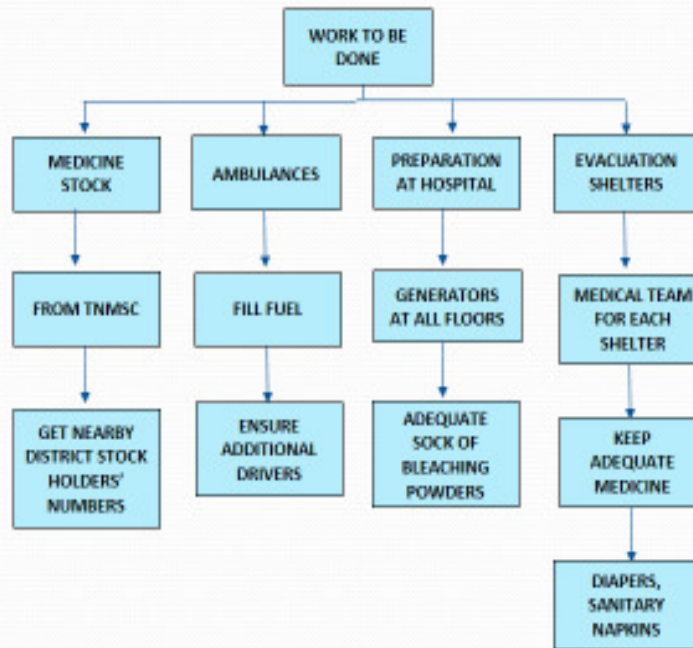 WORK TO BE
DONE
MEDICINE
STOCK
AMBULANCES
PREPARATION
AT HOSPITAL
EVACUATION
SHELTERS
FROM TNMSC
FILL FUEL
GENERATORS
AT ALL FLOORS
MEDICAL TEAM
FOR EACH
SHELTER
GET NEARBY
DISTRICT STOCK
HOLDERS'
NUMBERS
ENSURE
ADDITIONAL
DRIVERS
ADEQUATE
SOCK OF
BLEACHING
POWDERS
KEEP
ADEQUATE
MEDICINE
DIAPERS,
SANITARY
NAPKINS